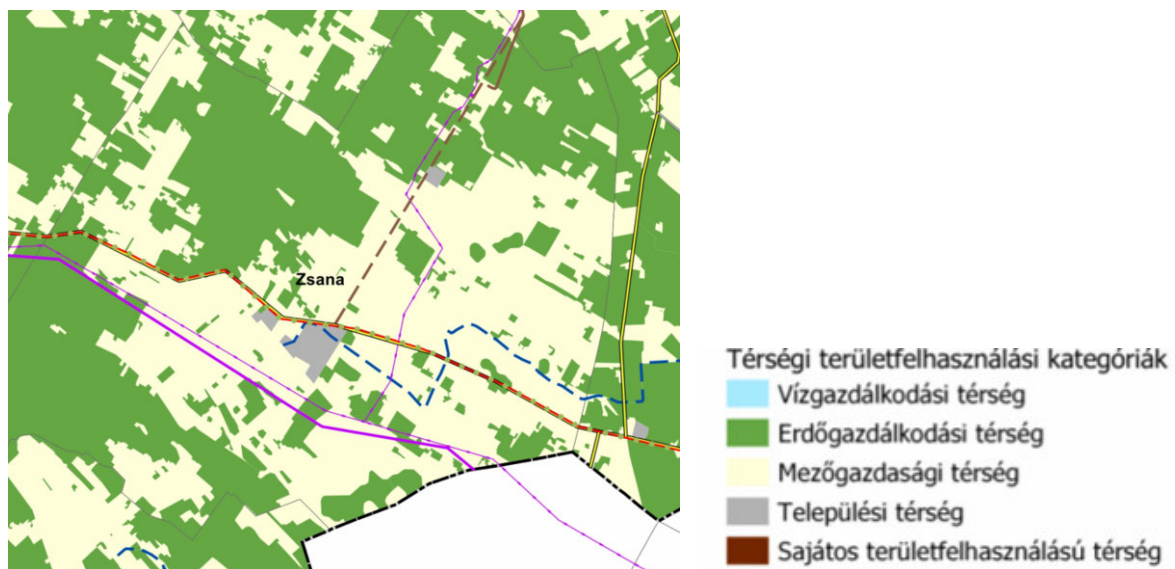 Zsana
Térségi területfelhasználási kategóriák
Vízgazdálkodási térség
Erdőgazdálkodási térség
Mezőgazdasági térség
Települési térség
Sajátos területfelhasználású térség